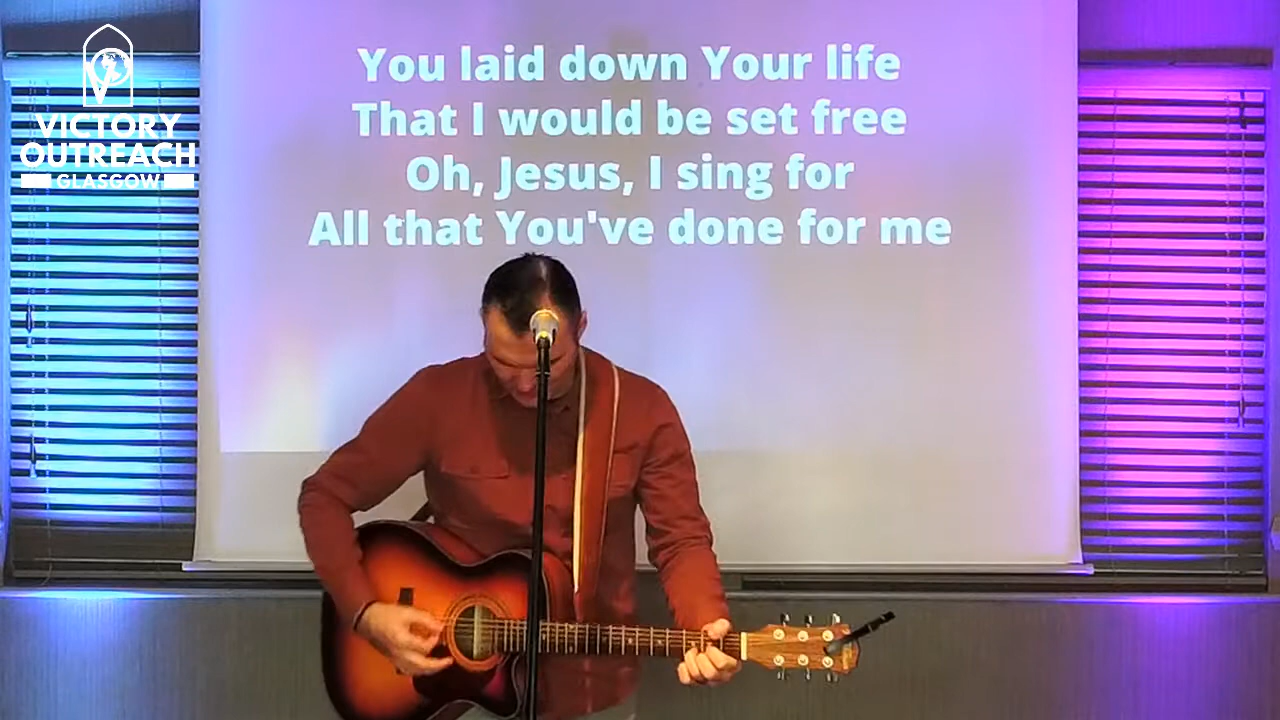 VICTORY
OUTREACH
GLASGOW
You laid down Your life
That I would be set free
Oh, Jesus, I sing for
All that You've done for me